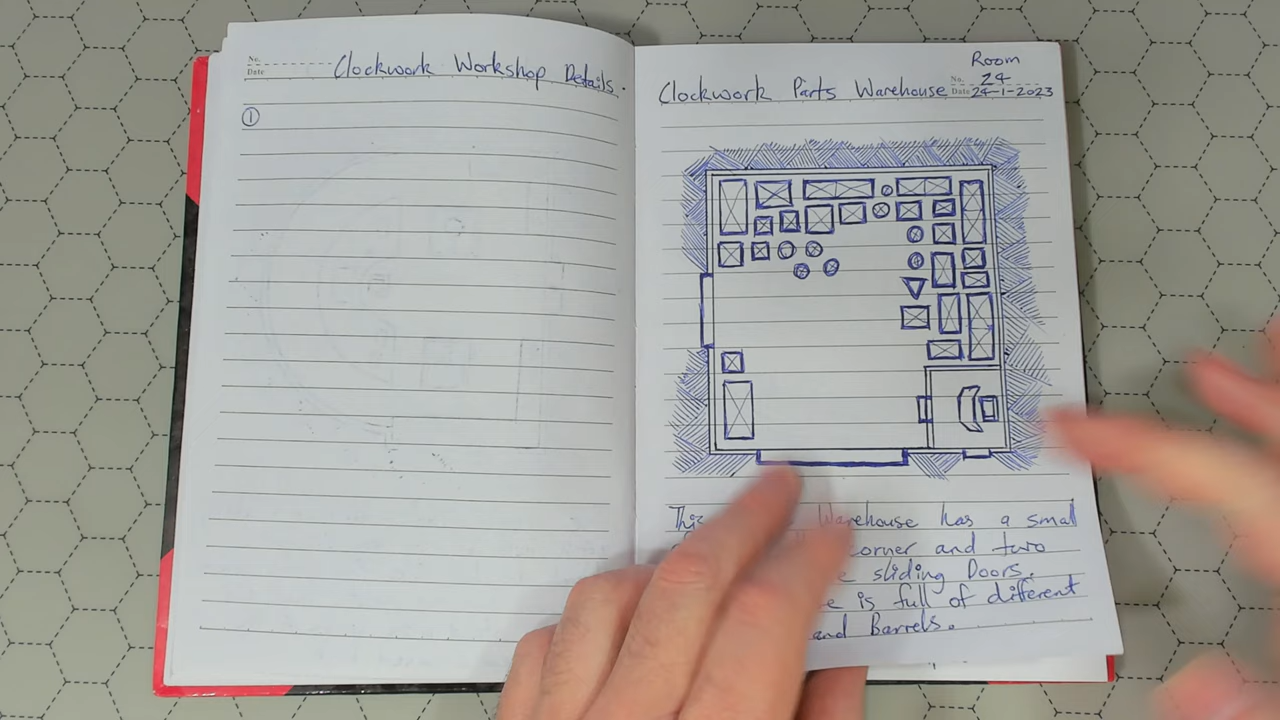 No.
Date
Clockwork Workshop Details.
①
Room
No. 24
Clockwork Parts Warehouse Date 24-1-2023
This Warehouse has a small
corner and two
sliding Doors.
is full of different
and Barrels.